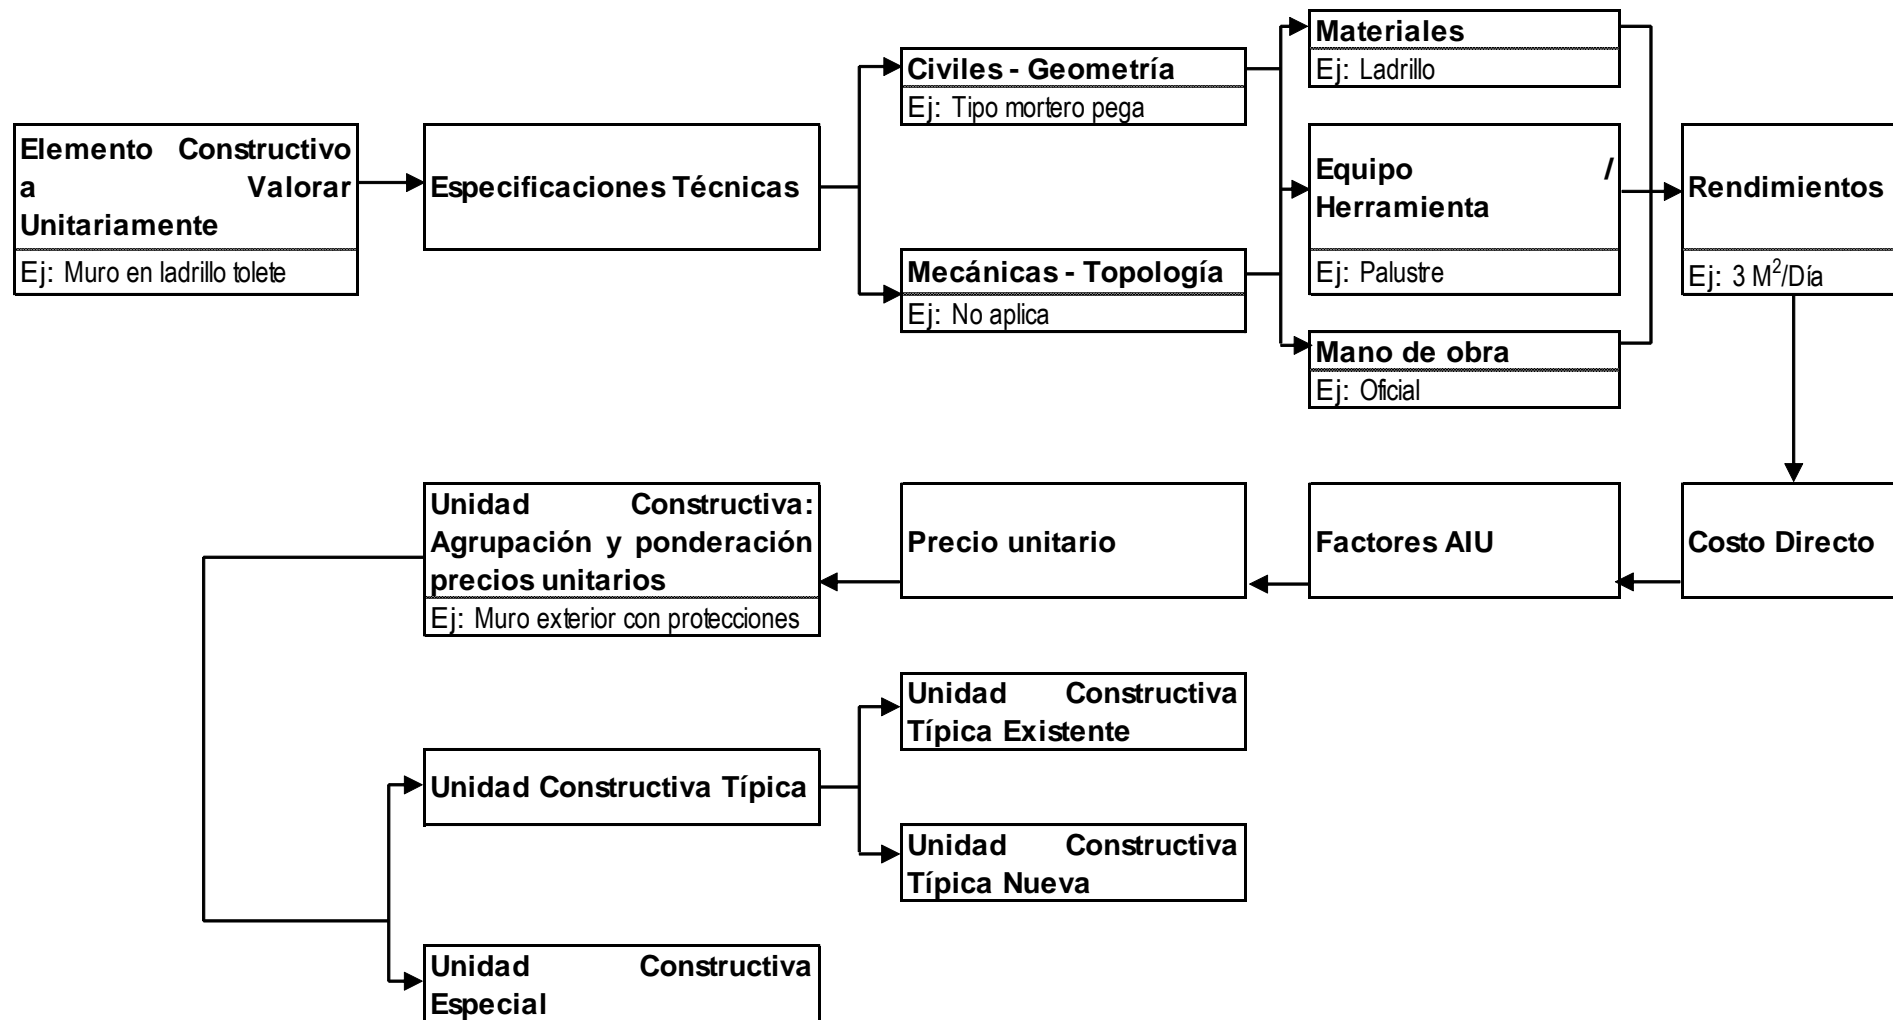 Elemento Constructivo
a Valorar
Unitariamente
Ej: Muro en ladrillo tolete
Especificaciones Técnicas
Civiles - Geometría
Ej: Tipo mortero pega
Mecánicas - Topología
Ej: No aplica
Materiales
Ej: Ladrillo
Equipo /
Herramienta
Ej: Palustre
Mano de obra
Ej: Oficial
Rendimientos
Ej: 3 M²/Día
Costo Directo
Factores AIU
Precio unitario
Unidad Constructiva:
Agrupación y ponderación
precios unitarios
Ej: Muro exterior con protecciones
Unidad Constructiva Típica
Unidad Constructiva
Típica Existente
Unidad Constructiva
Típica Nueva
Unidad Constructiva
Especial